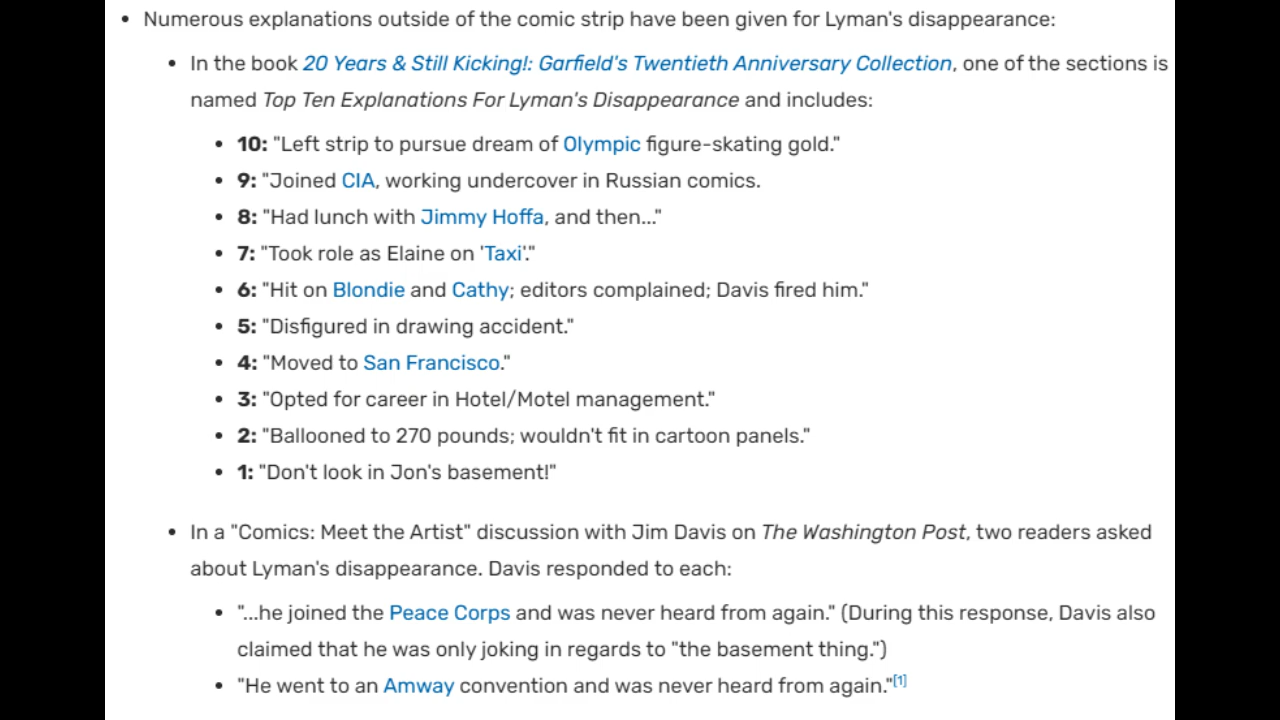 • Numerous explanations outside of the comic strip have been given for Lyman's disappearance:
• In the book 20 Years & Still Kicking!: Garfield's Twentieth Anniversary Collection, one of the sections is
named Top Ten Explanations For Lyman's Disappearance and includes:
• 10: "Left strip to pursue dream of Olympic figure-skating gold."
• 9: "Joined CIA, working undercover in Russian comics.
• 8: "Had lunch with Jimmy Hoffa, and then..."
• 7: "Took role as Elaine on 'Taxi'."
• 6: "Hit on Blondie and Cathy; editors complained; Davis fired him."
• 5: "Disfigured in drawing accident."
• 4: "Moved to San Francisco."
• 3: "Opted for career in Hotel/Motel management."
• 2: "Ballooned to 270 pounds; wouldn't fit in cartoon panels."
• 1: "Don't look in Jon's basement!"
• In a "Comics: Meet the Artist" discussion with Jim Davis on The Washington Post, two readers asked
about Lyman's disappearance. Davis responded to each:
• "...he joined the Peace Corps and was never heard from again." (During this response, Davis also
claimed that he was only joking in regards to "the basement thing.")
• "He went to an Amway convention and was never heard from again."[1]